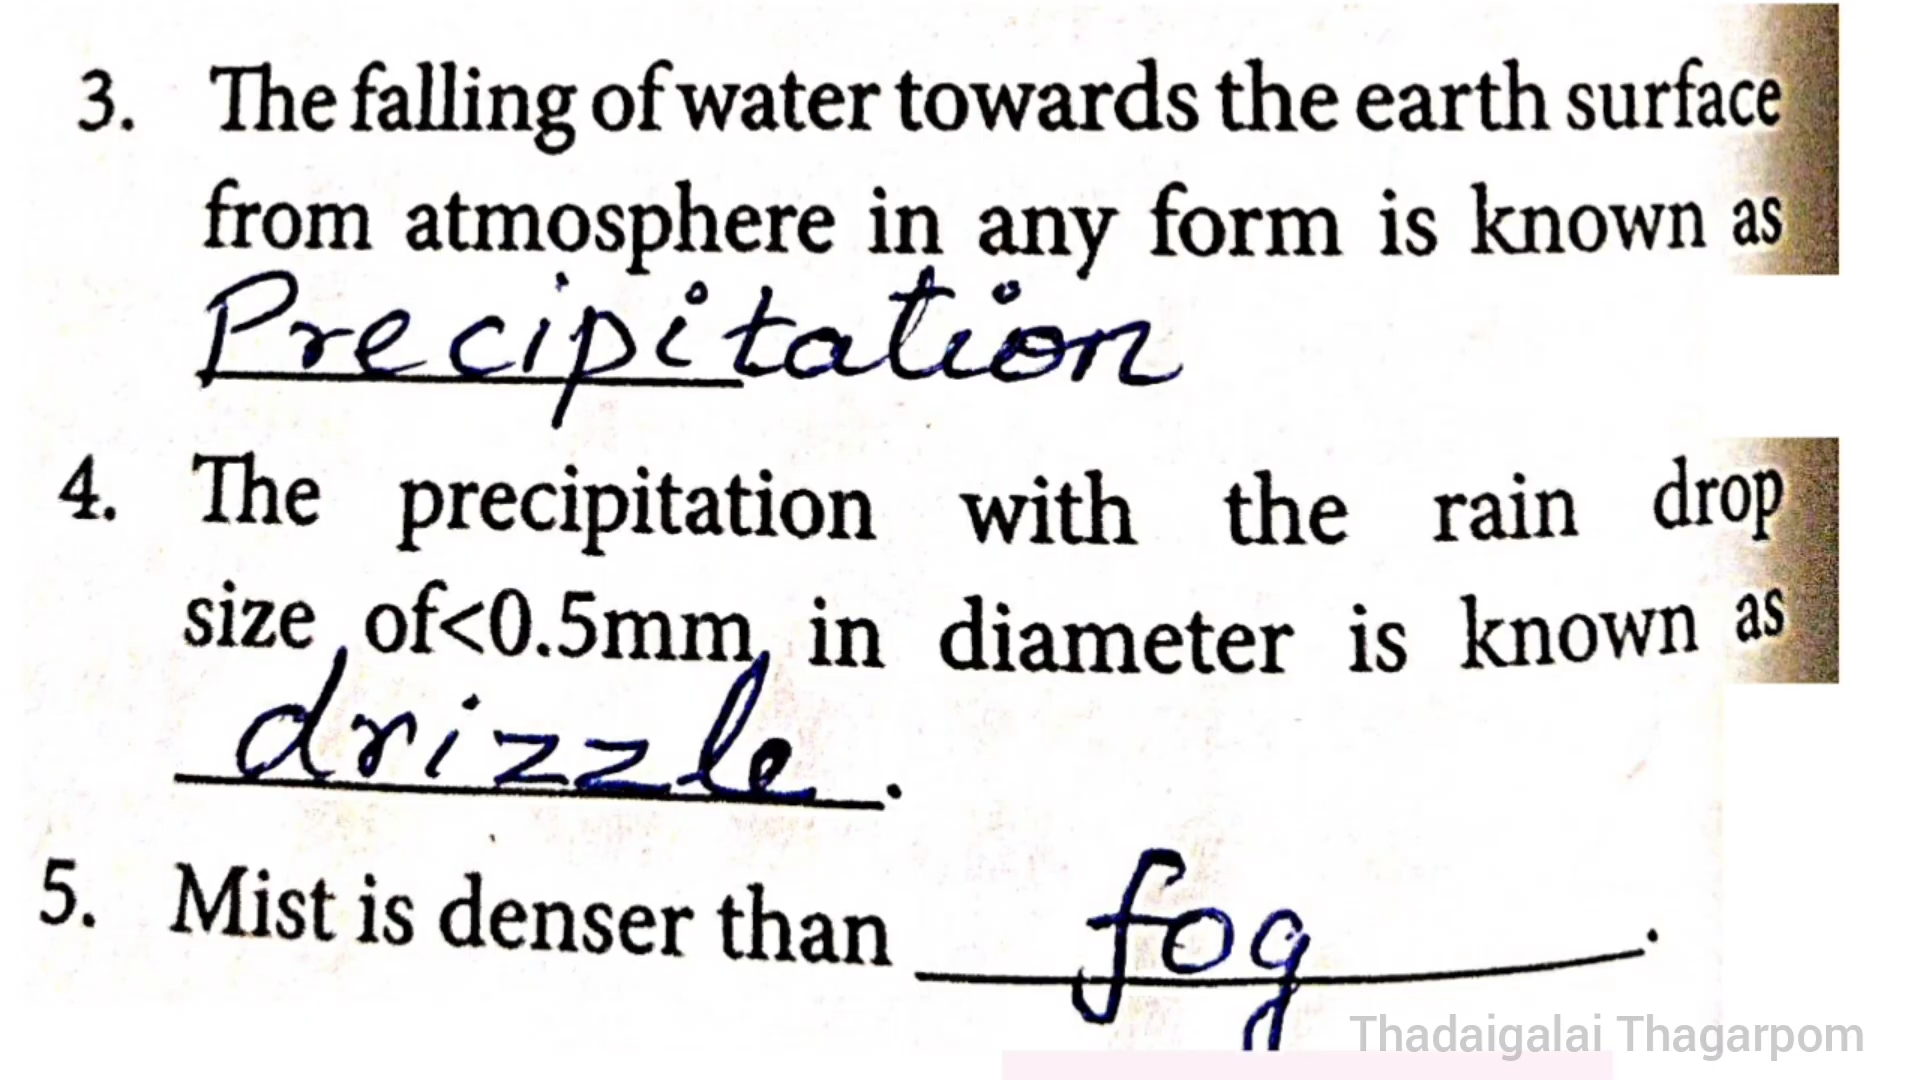 3. The falling of water towards the earth surface
from atmosphere in any form is known as
Precipitation
4. The precipitation with the rain drop
size of<0.5mm in diameter is known as
drizzle.
5. Mist is denser than fog.
Thadaigalai Thagarpom